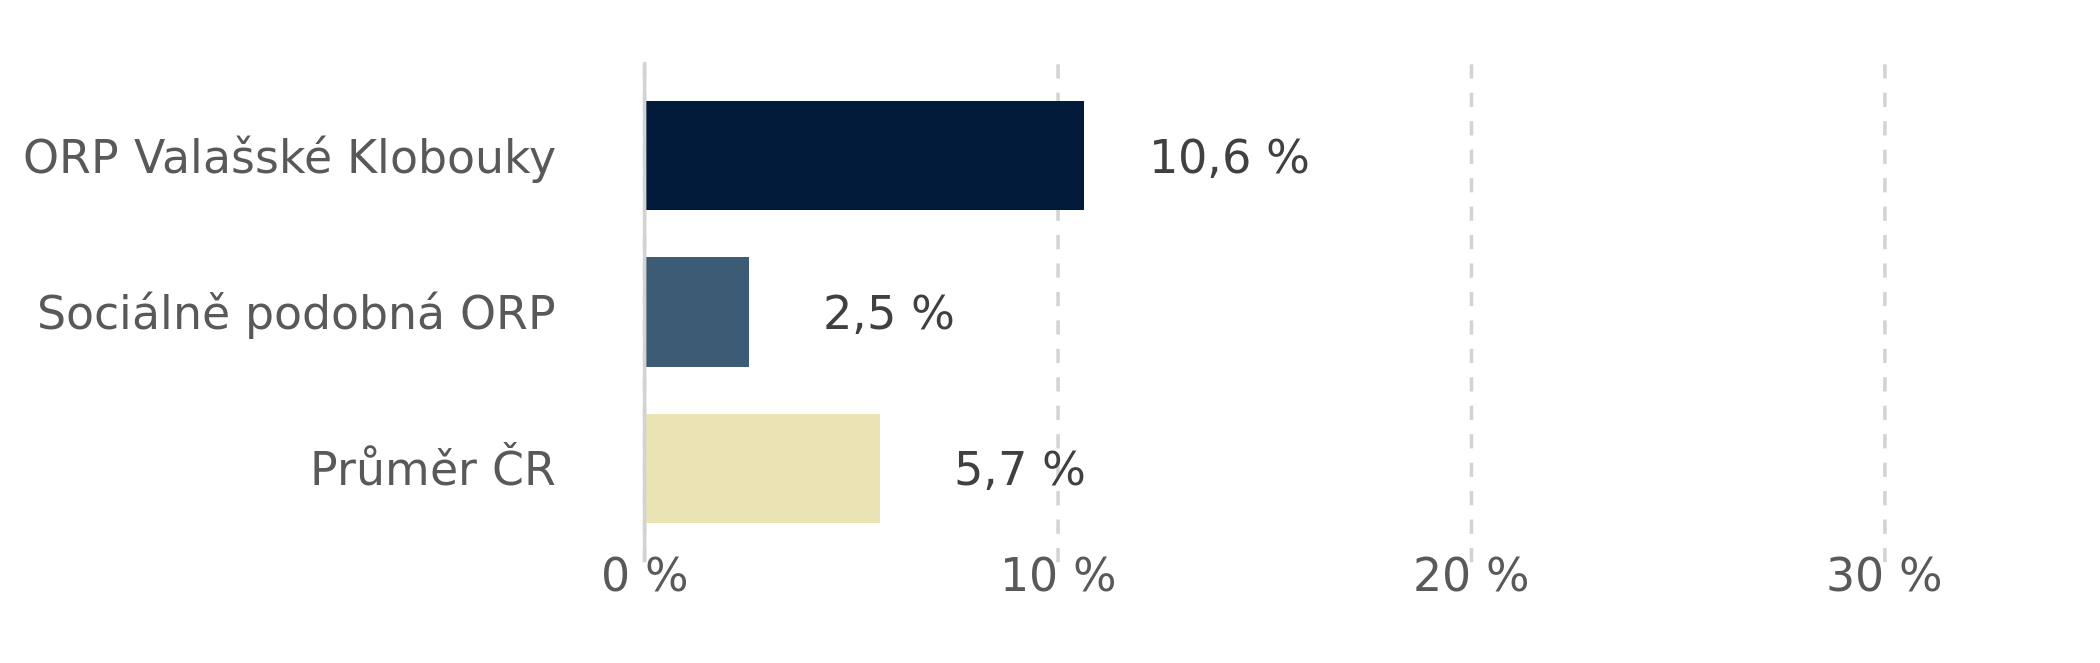 ORP Valašské Klobouky 10,6 %
Sociálně podobná ORP 2,5 %
Průměr ČR 5,7 %
0 % 10 % 20 % 30 %